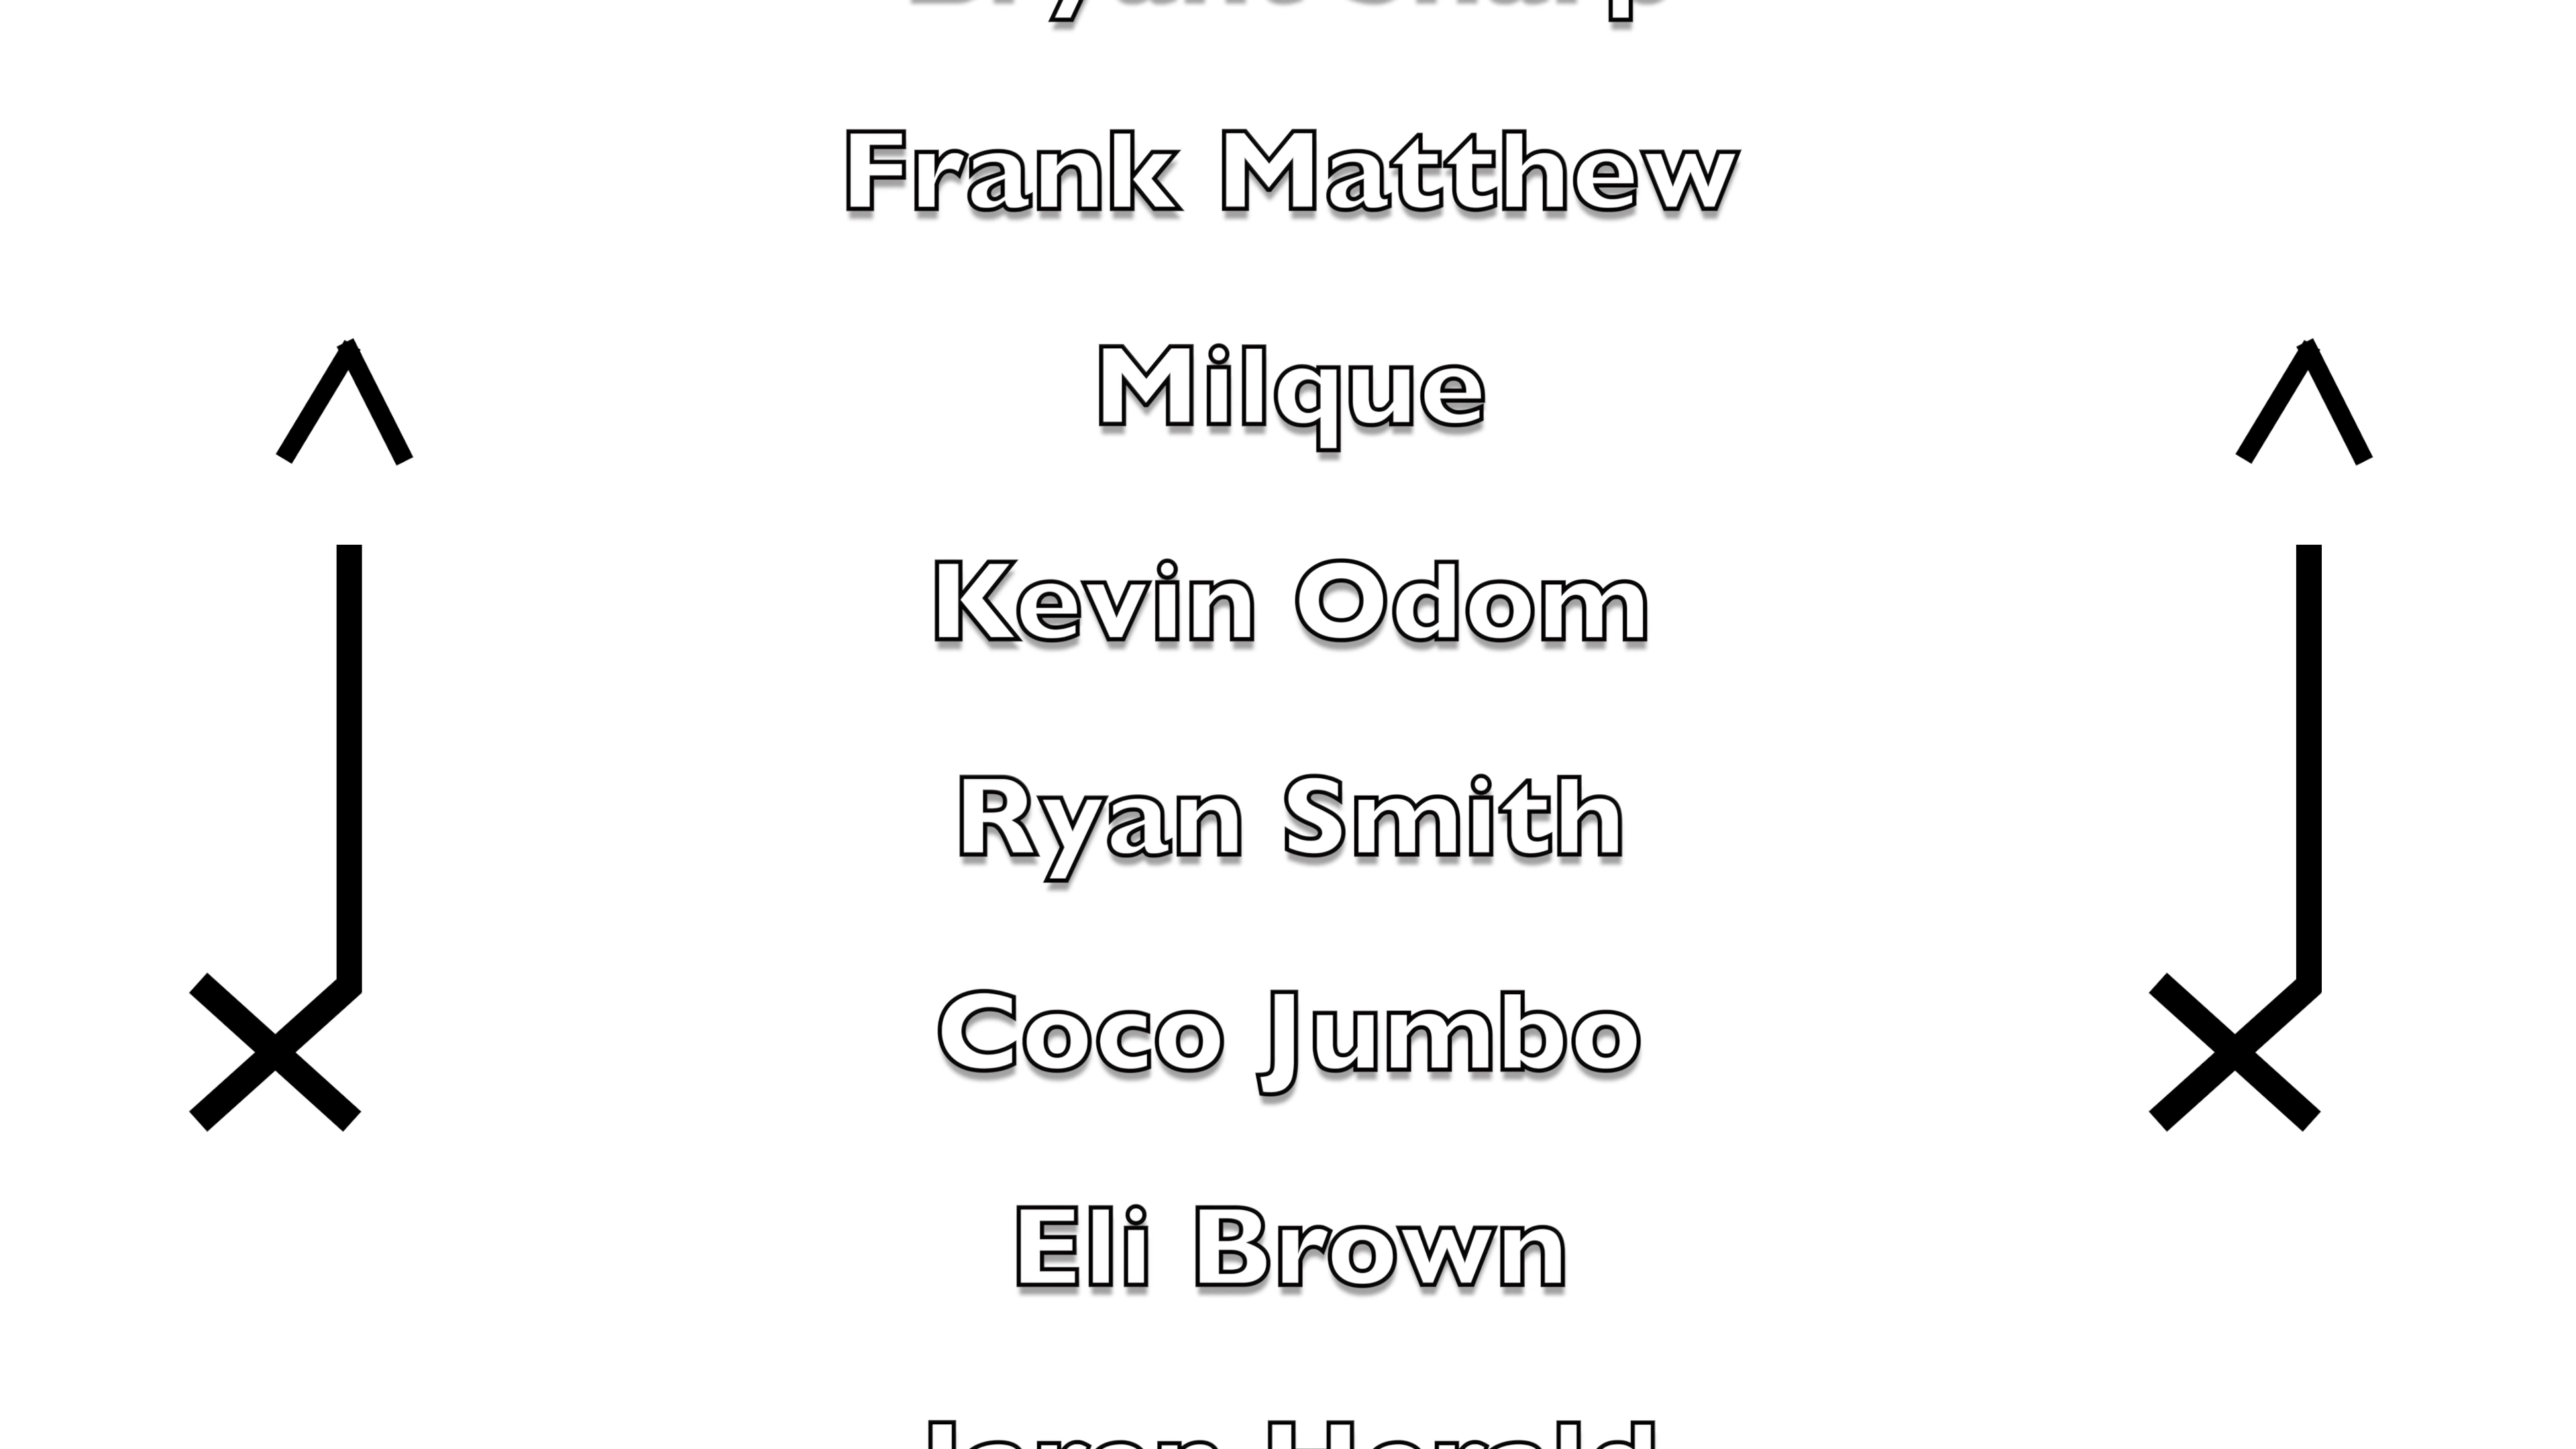 Frank Matthew
Milque
Kevin Odom
Ryan Smith
Coco Jumbo
Eli Brown